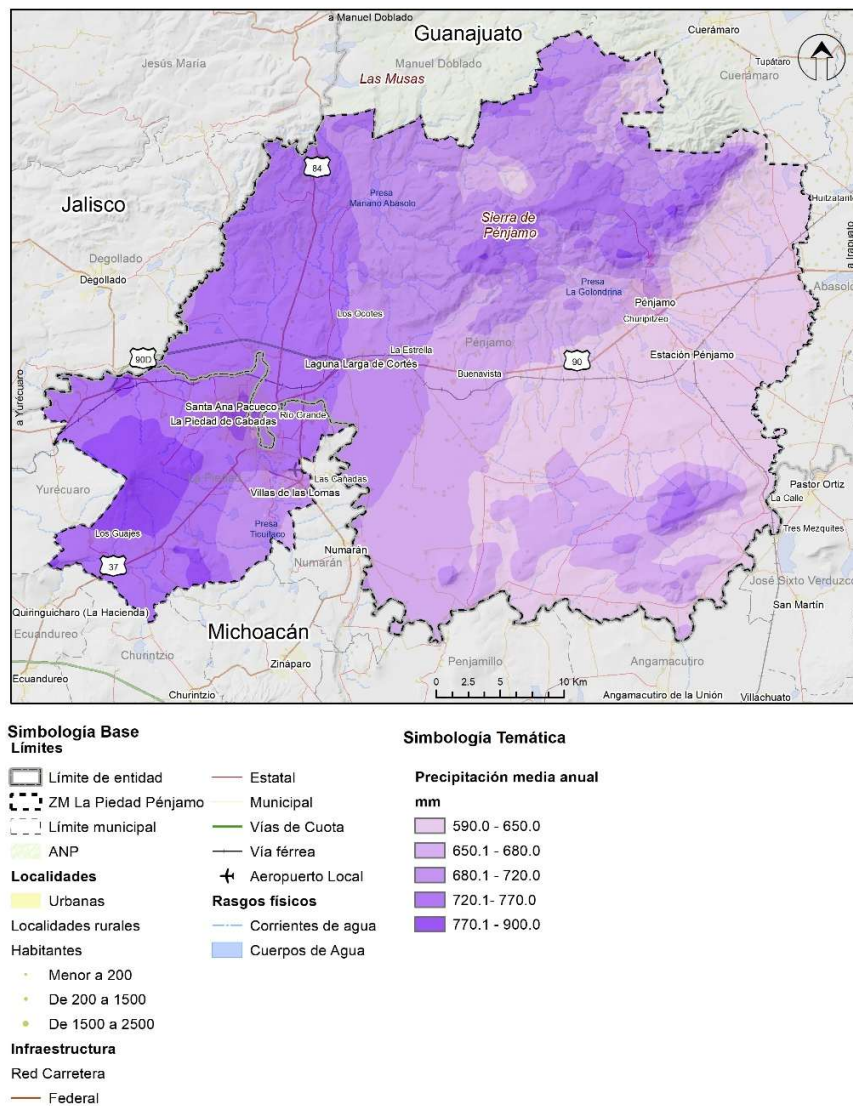 a Manuel Doblado
Guanajuato
Cuerámaro
Jesús María
Manuel Doblado
Tupátaro
Las Musas
Cuerámaro
84
Jalisco
Presa
Mariano Abasolo
Huitzatarito
Sierra de
Pénjamo
a Irapuato
Degollado
Degollado
Presa
La Golondrina
Abasolo
Pénjamo
Los Ocotes
Churipitzeo
90D
La Estrella
Pénjamo
Estación Pénjamo
Laguna Larga de Cortés
90
Buenavista
a Yurécuaro
Santa Ana Pacueco
La Piedad de Cabadas
Río Grande
Yurécuaro
Las Cañadas
Pastor Ortiz
Villas de las Lomas
La Calle
Los Guajes
Presa
Ticuítaco
Tres Mezquites
Numarán
37
Numarán
José Sixto Verduzco
Quiringuicharo (La Hacienda)
San Martín
Michoacán
Ecuandureo
Churintzio
Zináparo
Penjamillo
Angamacutiro
Ecuandureo
0 2.5 5 10 Km
Churintzio
Angamacutiro de la Unión
Villachuato
Simbología Base
Límites
Límite de entidad
ZM La Piedad Pénjamo
Límite municipal
ANP
Localidades
Urbanas
Localidades rurales
Habitantes
Menor a 200
De 200 a 1500
De 1500 a 2500
Infraestructura
Red Carretera
Federal
Estatal
Municipal
Vías de Cuota
Vía férrea
Aeropuerto Local
Rasgos físicos
Corrientes de agua
Cuerpos de Agua
Simbología Temática
Precipitación media anual
mm
590.0 - 650.0
650.1 - 680.0
680.1 - 720.0
720.1- 770.0
770.1 - 900.0